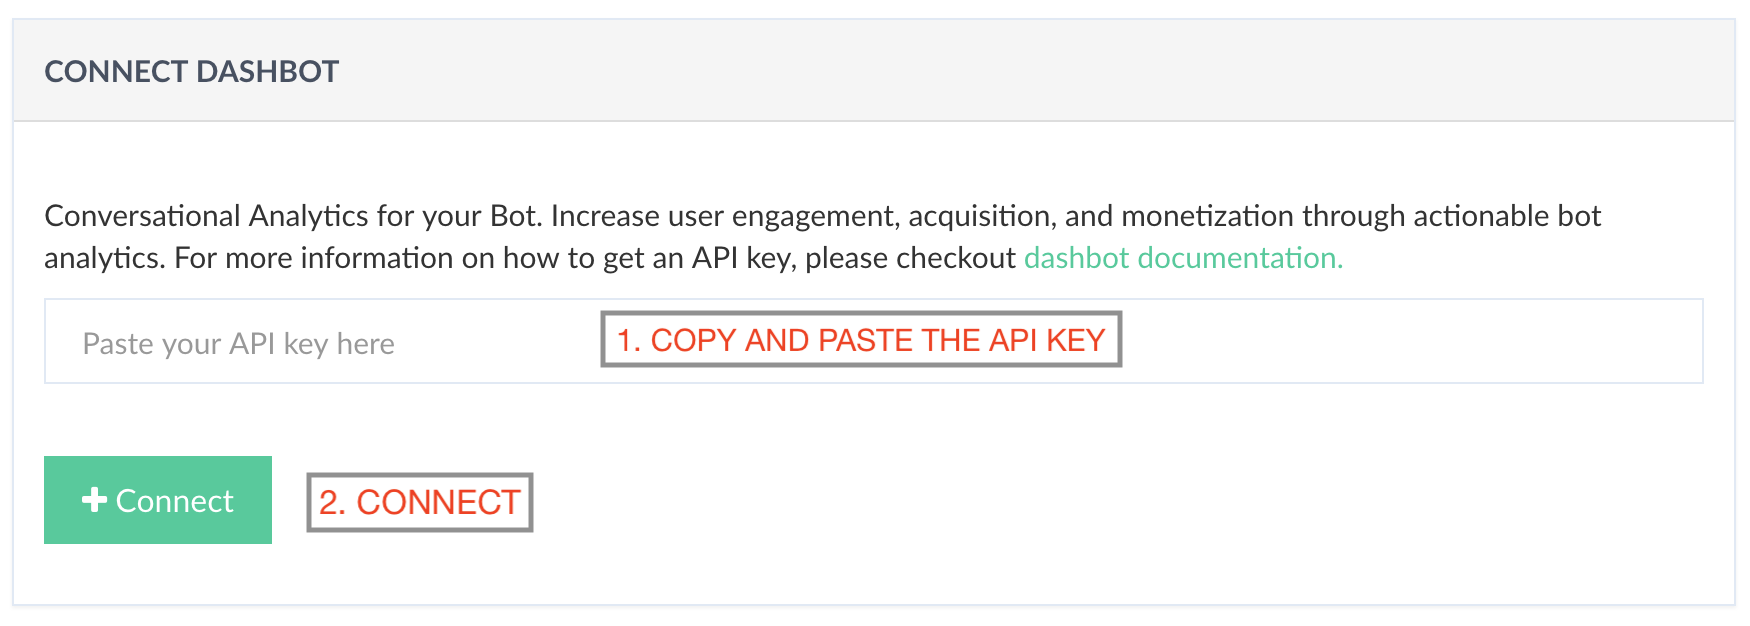 CONNECT DASHBOT
Conversational Analytics for your Bot. Increase user engagement, acquisition, and monetization through actionable bot
analytics. For more information on how to get an API key, please checkout dashbot documentation.
Paste your API key here
1. COPY AND PASTE THE API KEY
Connect
2. CONNECT